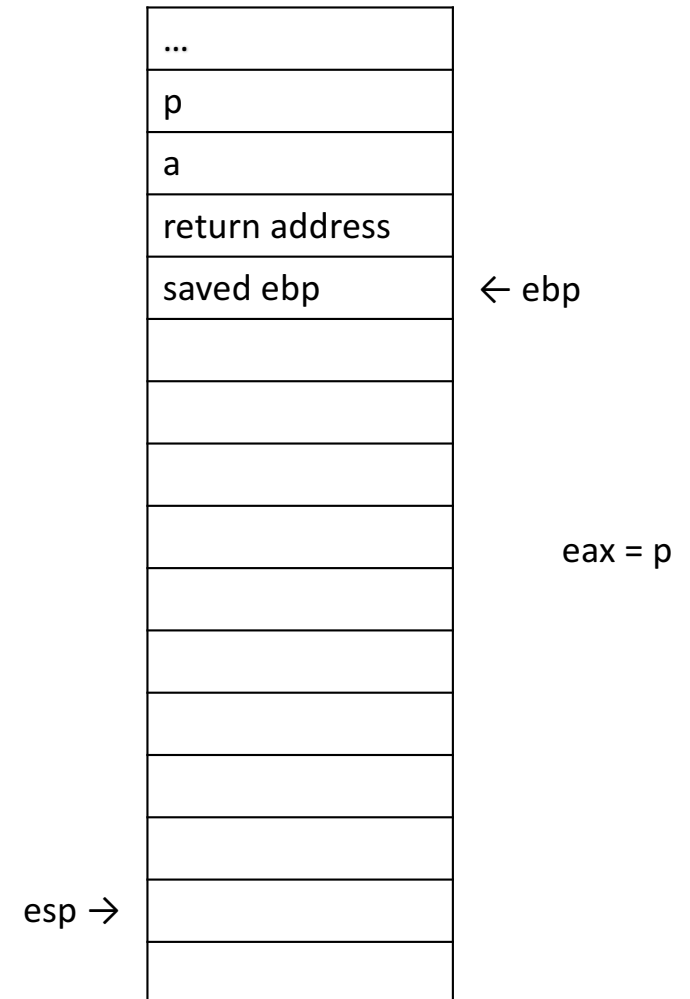 ...
p
a
return address
saved ebp ← ebp
eax = p
esp →